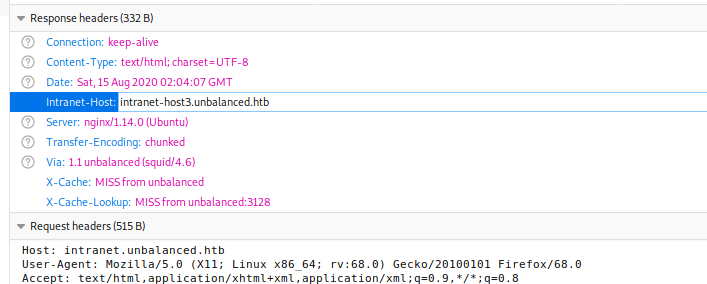 Response headers (332 B)
Connection: keep-alive
Content-Type: text/html; charset=UTF-8
Date: Sat, 15 Aug 2020 02:04:07 GMT
Intranet-Host: intranet-host3.unbalanced.htb
Server: nginx/1.14.0 (Ubuntu)
Transfer-Encoding: chunked
Via: 1.1 unbalanced (squid/4.6)
X-Cache: MISS from unbalanced
X-Cache-Lookup: MISS from unbalanced:3128
Request headers (515 B)
Host: intranet.unbalanced.htb
User-Agent: Mozilla/5.0 (X11; Linux x86_64; rv:68.0) Gecko/20100101 Firefox/68.0
Accept: text/html,application/xhtml+xml,application/xml;q=0.9,*/*;q=0.8